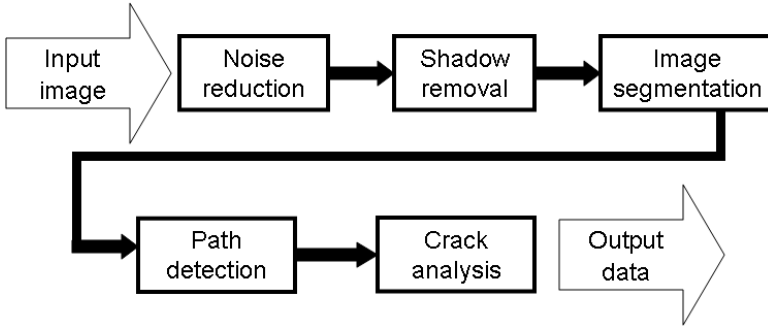 Input
image
Noise
reduction
Shadow
removal
Image
segmentation
Path
detection
Crack
analysis
Output
data